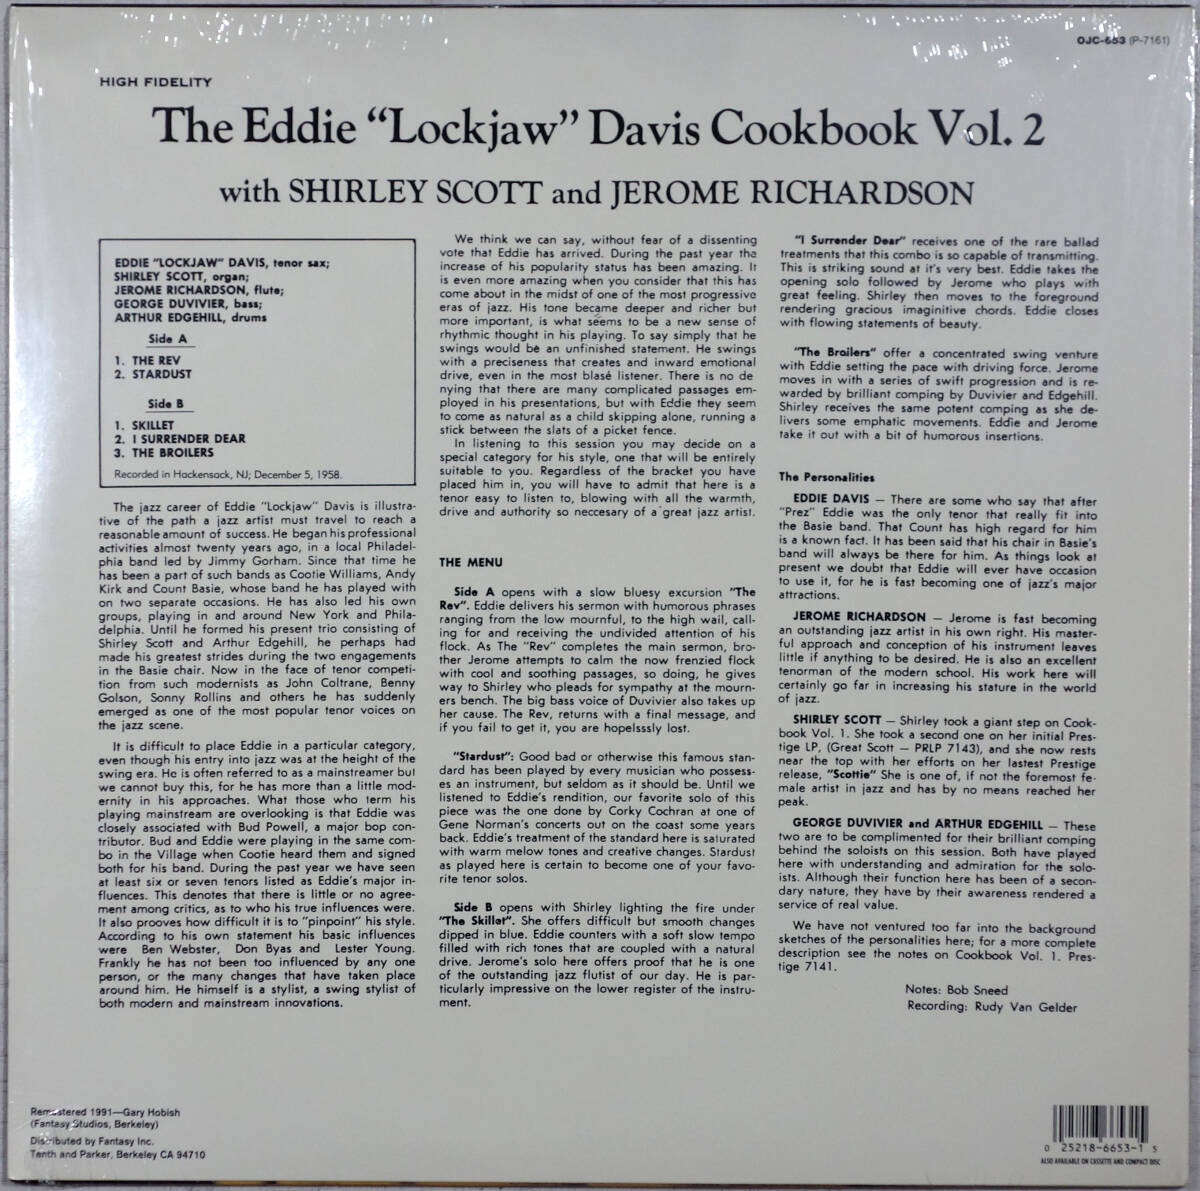 OJC-653 (P-7161)
HIGH FIDELITY
The Eddie “Lockjaw” Davis Cookbook Vol. 2
with SHIRLEY SCOTT and JEROME RICHARDSON
EDDIE "LOCKJAW" DAVIS, tenor sax;
SHIRLEY SCOTT, organ;
JEROME RICHARDSON, flute;
GEORGE DUVIVIER, bass;
ARTHUR EDGEHILL, drums
Side A
1. THE REV
2. STARDUST
Side B
1. SKILLET
2. I SURRENDER DEAR
3. THE BROILERS
Recorded in Hackensack, NJ; December 5, 1958.
The jazz career of Eddie "Lockjaw" Davis is illustra-
tive of the path a jazz artist must travel to reach a
reasonable amount of success. He began his professional
activities almost twenty years ago, in a local Philadel-
phia band led by Jimmy Gorham. Since that time he
has been a part of such bands as Cootie Williams, Andy
Kirk and Count Basie, whose band he has played with
on two separate occasions. He has also led his own
groups, playing in and around New York and Phila-
delphia. Until he formed his present trio consisting of
Shirley Scott and Arthur Edgehill, he perhaps had
made his greatest strides during the two engagements
in the Basie chair. Now in the face of tenor competi-
tion from such modernists as John Coltrane, Benny
Golson, Sonny Rollins and others he has suddenly
emerged as one of the most popular tenor voices on
the jazz scene.
It is difficult to place Eddie in a particular category,
even though his entry into jazz was at the height of the
swing era. He is often referred to as a mainstreamer but
we cannot buy this, for he has more than a little mod-
ernity in his approaches. What those who term his
playing mainstream are overlooking is that Eddie was
closely associated with Bud Powell, a major bop con-
tributor. Bud and Eddie were playing in the same com-
bo in the Village when Cootie heard them and signed
both for his band. During the past year we have seen
at least six or seven tenors listed as Eddie's major in-
fluences. This denotes that there is little or no agree-
ment among critics, as to who his true influences were.
It also prooves how difficult it is to "pinpoint" his style.
According to his own statement his basic influences
were Ben Webster, Don Byas and Lester Young.
Frankly he has not been too influenced by any one
person, or the many changes that have taken place
around him. He himself is a stylist, a swing stylist of
both modern and mainstream innovations.
We think we can say, without fear of a dissenting
vote that Eddie has arrived. During the past year the
increase of his popularity status has been amazing. It
is even more amazing when you consider that this has
come about in the midst of one of the most progressive
eras of jazz. His tone became deeper and richer but
more important, is what seems to be a new sense of
rhythmic thought in his playing. To say simply that he
swings would be an unfinished statement. He swings
with a preciseness that creates and inward emotional
drive, even in the most blasé listener. There is no de
nying that there are many complicated passages em-
ployed in his presentations, but with Eddie they seem
to come as natural as a child skipping alone, running a
stick between the slats of a picket fence.
In listening to this session you may decide on a
special category for his style, one that will be entirely
suitable to you. Regardless of the bracket you have
placed him in, you will have to admit that here is a
tenor easy to listen to, blowing with all the warmth,
drive and authority so neccesary of a great jazz artist.
THE MENU
Side A opens with a slow bluesy excursion "The
Rev". Eddie delivers his sermon with humorous phrases
ranging from the low mournful, to the high wail, call-
ing for and receiving the undivided attention of his
flock. As The "Rev" completes the main sermon, bro-
ther Jerome attempts to calm the now frenzied flock
with cool and soothing passages, so doing, he gives
way to Shirley who pleads for sympathy at the mourn-
ers bench. The big bass voice of Duvivier also takes up
her cause. The Rev, returns with a final message, and
if you fail to get it, you are hopelsssly lost.
"Stardust": Good bad or otherwise this famous stan-
dard has been played by every musician who possess-
es an instrument, but seldom as it should be. Until we
listened to Eddie's rendition, our favorite solo of this
piece was the one done by Corky Cochran at one of
Gene Norman's concerts out on the coast some years
back. Eddie's treatment of the standard here is saturated
with warm mellow tones and creative changes. Stardust
as played here is certain to become one of your favo-
rite tenor solos.
Side B opens with Shirley lighting the fire under
"The Skillet". She offers difficult but smooth changes
dipped in blue. Eddie counters with a soft slow tempo
filled with rich tones that are coupled with a natural
drive. Jerome's solo here offers proof that he is one
of the outstanding jazz flutist of our day. He is par-
ticularly impressive on the lower register of the instru-
ment.
"I Surrender Dear" receives one of the rare ballad
treatments that this combo is so capable of transmitting.
This is striking sound at it's very best. Eddie takes the
opening solo followed by Jerome who plays with
great feeling. Shirley then moves to the foreground
rendering gracious imaginitive chords. Eddie closes
with flowing statements of beauty.
"The Broilers" offer a concentrated swing venture
with Eddie setting the pace with driving force. Jerome
moves in with a series of swift progression and is re-
warded by brilliant comping by Duvivier and Edgehill.
Shirley receives the same potent comping as she de-
livers some emphatic movements. Eddie and Jerome
take it out with a bit of humorous insertions.
The Personalities
EDDIE DAVIS — There are some who say that after
"Prez" Eddie was the only tenor that really fit into
the Basie band. That Count has high regard for him
is a known fact. It has been said that his chair in Basie's
band will always be there for him. As things look at
present we doubt that Eddie will ever have occasion
to use it, for he is fast becoming one of jazz's major
attractions.
JEROME RICHARDSON — Jerome is fast becoming
an outstanding jazz artist in his own right. His master-
ful approach and conception of his instrument leaves
little if anything to be desired. He is also an excellent
tenorman of the modern school. His work here will
certainly go far in increasing his stature in the world
of jazz.
SHIRLEY SCOTT — Shirley took a giant step on Cook-
book Vol. 1. She took a second one on her initial Pres-
tige LP, (Great Scott — PRLP 7143), and she now rests
near the top with her efforts on her lastest Prestige
release, "Scottie" She is one of, if not the foremost fe-
male artist in jazz and has by no means reached her
peak.
GEORGE DUVIVIER and ARTHUR EDGEHILL — These
two are to be complimented for their brilliant comping
behind the soloists on this session. Both have played
here with understanding and admiration for the solo-
ists. Although their function here has been of a secon-
dary nature, they have by their awareness rendered a
service of real value.
We have not ventured too far into the background
sketches of the personalities here; for a more complete
description see the notes on Cookbook Vol. 1. Pres-
tige 7141.
Notes: Bob Sneed
Recording: Rudy Van Gelder
Remastered 1991—Gary Hobish
(Fantasy Studios, Berkeley)
Distributed by Fantasy Inc.
Tenth and Parker, Berkeley CA 94710
0 25218-6653-1 5
ALSO AVAILABLE ON CASSETTE AND COMPACT DISC